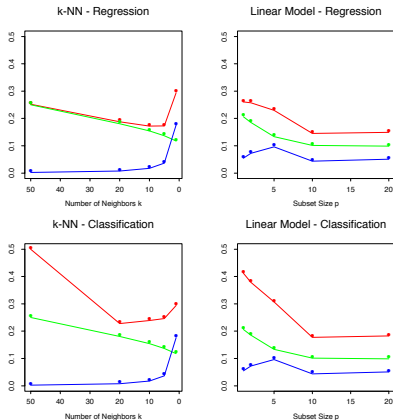 k-NN - Regression
Linear Model - Regression
0.5
0.4
0.3
0.2
0.1
0.0
50 40 30 20 10 0
Number of Neighbors k
0.5
0.4
0.3
0.2
0.1
0.0
5 10 15 20
Subset Size p
k-NN - Classification
Linear Model - Classification
0.5
0.4
0.3
0.2
0.1
0.0
50 40 30 20 10 0
Number of Neighbors k
0.5
0.4
0.3
0.2
0.1
0.0
5 10 15 20
Subset Size p